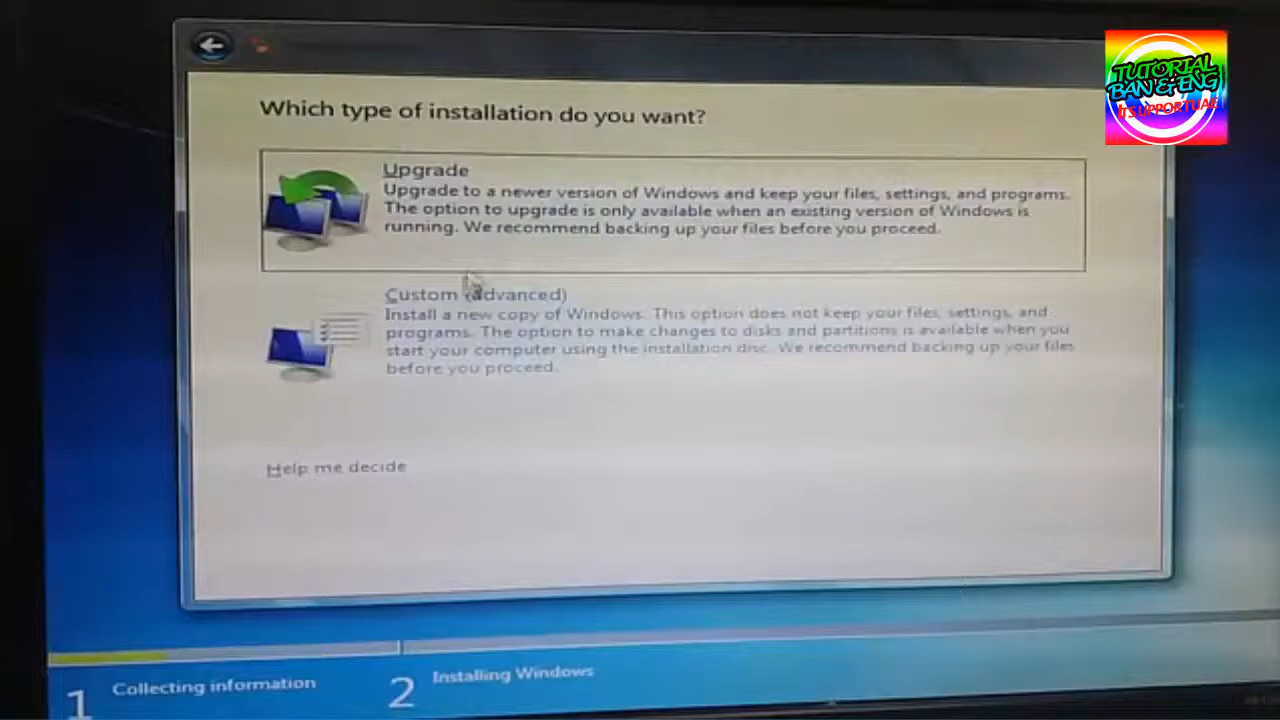 Which type of installation do you want?
Upgrade
Upgrade to a newer version of Windows and keep your files, settings, and programs.
The option to upgrade is only available when an existing version of Windows is
running. We recommend backing up your files before you proceed.
Custom (advanced)
Install a new copy of Windows. This option does not keep your files, settings, and
programs. The option to make changes to disks and partitions is available when you
start your computer using the installation disc. We recommend backing up your files
before you proceed.
Help me decide
1 Collecting information
2 Installing Windows
TUTORIAL
BAN & ENG
ITSUPPORTUAE